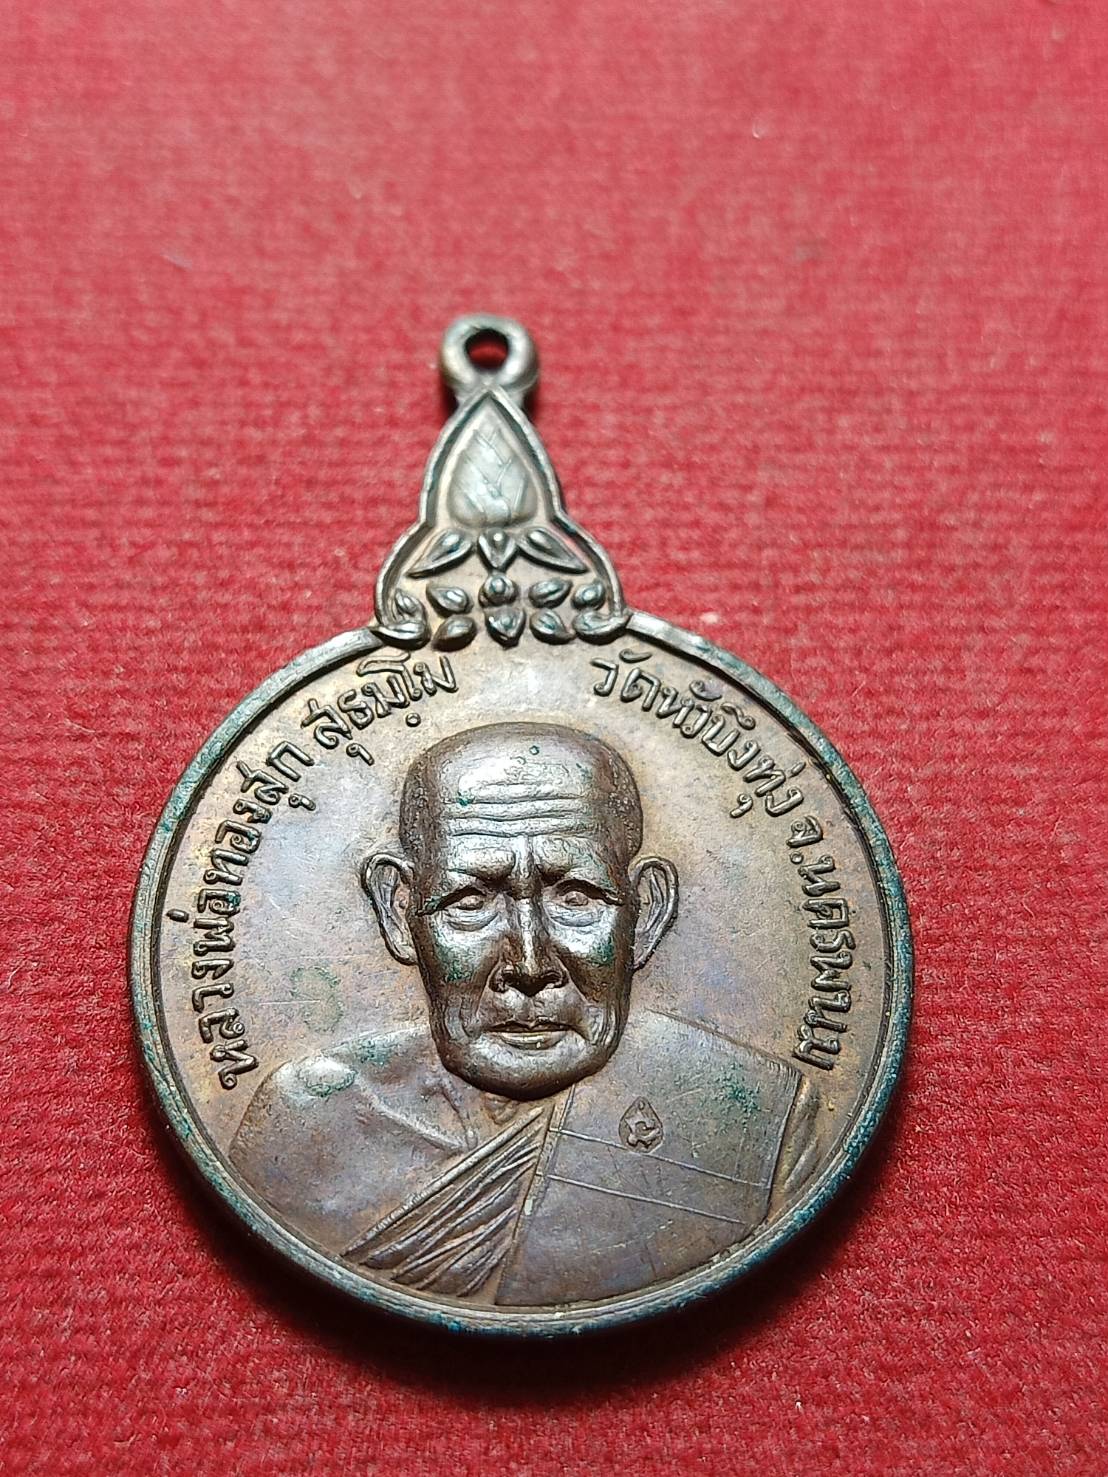 หลวงพ่อทองสุก สุธมฺโม
วัดหัวบึงทุ่ง จ.นครพนม